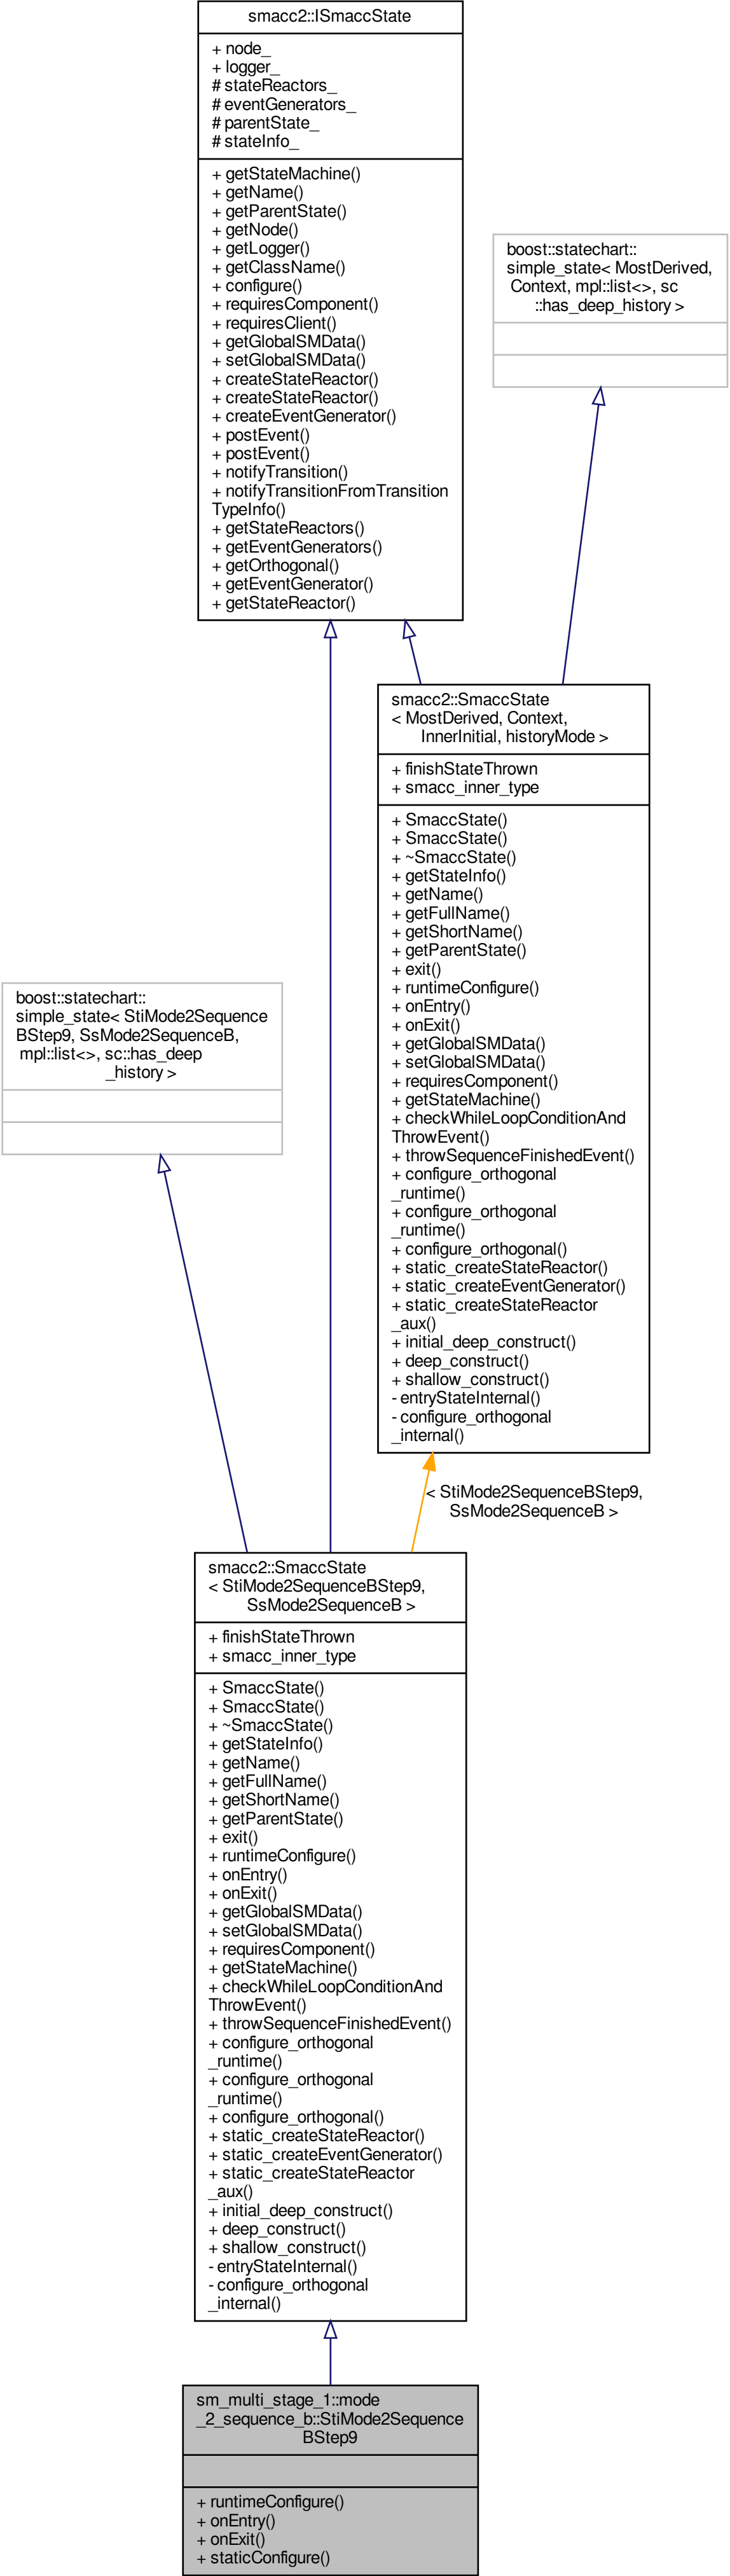 smacc2::ISmaccState
+ node_
+ logger_
# stateReactors_
# eventGenerators_
# parentState_
# stateInfo_
+ getStateMachine()
+ getName()
+ getParentState()
+ getNode()
+ getLogger()
+ getClassName()
+ configure()
+ requiresComponent()
+ requiresClient()
+ getGlobalSMData()
+ setGlobalSMData()
+ createStateReactor()
+ createStateReactor()
+ createEventGenerator()
+ postEvent()
+ postEvent()
+ notifyTransition()
+ notifyTransitionFromTransition
TypeInfo()
+ getStateReactors()
+ getEventGenerators()
+ getOrthogonal()
+ getEventGenerator()
+ getStateReactor()
boost::statechart::
simple_state< MostDerived,
Context, mpl::list<>, sc
::has_deep_history >
smacc2::SmaccState
< MostDerived, Context,
InnerInitial, historyMode >
+ finishStateThrown
+ smacc_inner_type
+ SmaccState()
+ SmaccState()
+ ~SmaccState()
+ getStateInfo()
+ getName()
+ getFullName()
+ getShortName()
+ getParentState()
+ exit()
+ runtimeConfigure()
+ onEntry()
+ onExit()
+ getGlobalSMData()
+ setGlobalSMData()
+ requiresComponent()
+ getStateMachine()
+ checkWhileLoopConditionAnd
ThrowEvent()
+ throwSequenceFinishedEvent()
+ configure_orthogonal
_runtime()
+ configure_orthogonal
_runtime()
+ configure_orthogonal()
+ static_createStateReactor()
+ static_createEventGenerator()
+ static_createStateReactor
_aux()
+ initial_deep_construct()
+ deep_construct()
+ shallow_construct()
- entryStateInternal()
- configure_orthogonal
_internal()
boost::statechart::
simple_state< StiMode2Sequence
BStep9, SsMode2SequenceB,
mpl::list<>, sc::has_deep
_history >
< StiMode2SequenceBStep9,
SsMode2SequenceB >
smacc2::SmaccState
< StiMode2SequenceBStep9,
SsMode2SequenceB >
+ finishStateThrown
+ smacc_inner_type
+ SmaccState()
+ SmaccState()
+ ~SmaccState()
+ getStateInfo()
+ getName()
+ getFullName()
+ getShortName()
+ getParentState()
+ exit()
+ runtimeConfigure()
+ onEntry()
+ onExit()
+ getGlobalSMData()
+ setGlobalSMData()
+ requiresComponent()
+ getStateMachine()
+ checkWhileLoopConditionAnd
ThrowEvent()
+ throwSequenceFinishedEvent()
+ configure_orthogonal
_runtime()
+ configure_orthogonal
_runtime()
+ configure_orthogonal()
+ static_createStateReactor()
+ static_createEventGenerator()
+ static_createStateReactor
_aux()
+ initial_deep_construct()
+ deep_construct()
+ shallow_construct()
- entryStateInternal()
- configure_orthogonal
_internal()
sm_multi_stage_1::mode
_2_sequence_b::StiMode2Sequence
BStep9
+ runtimeConfigure()
+ onEntry()
+ onExit()
+ staticConfigure()